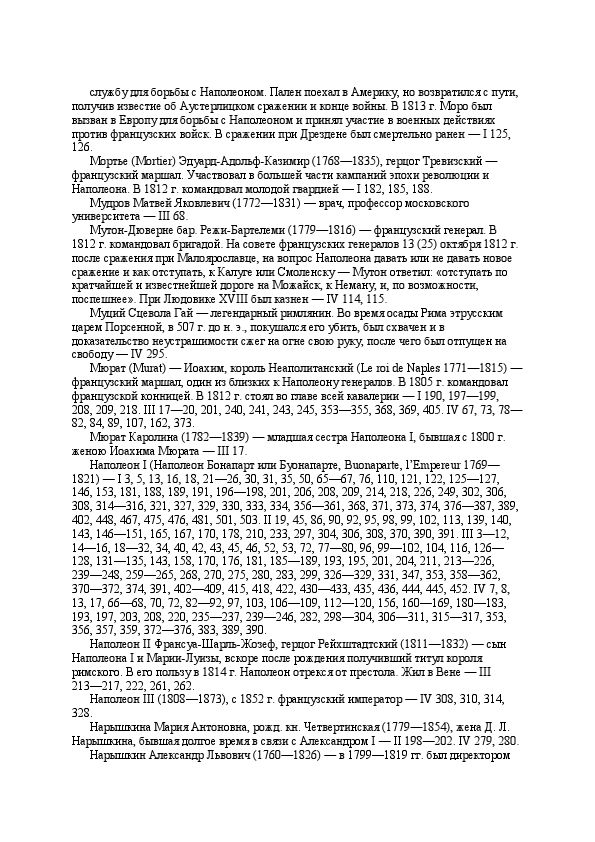 службу для борьбы с Наполеоном. Пален поехал в Америку, но возвратился с пути,
получив известие об Аустерлицком сражении и конце войны. В 1813 г. Моро был
вызван в Европу для борьбы с Наполеоном и принял участие в военных действиях
против французских войск. В сражении при Дрездене был смертельно ранен — I 125,
126.
Мортье (Mortier) Эдуард-Адольф-Казимир (1768—1835), герцог Тревизский —
французский маршал. Участвовал в большей части кампаний эпохи революции и
Наполеона. В 1812 г. командовал молодой гвардией — I 182, 185, 188.
Мудров Матвей Яковлевич (1772—1831) — врач, профессор московского
университета — III 68.
Мутон-Дюверне бар. Режи-Бартелеми (1779—1816) — французский генерал. В
1812 г. командовал бригадой. На совете французских генералов 13 (25) октября 1812 г.
после сражения при Малоярославце, на вопрос Наполеона давать или не давать новое
сражение и как отступать, к Калуге или Смоленску — Мутон ответил: «отступать по
кратчайшей и известнейшей дороге на Можайск, к Неману, и, по возможности,
поспешнее». При Людовике XVIII был казнен — IV 114, 115.
Муций Сцевола Гай — легендарный римлянин. Во время осады Рима этрусским
царем Порсенной, в 507 г. до н. э., покушался его убить, был схвачен и в
доказательство неустрашимости сжег на огне свою руку, после чего был отпущен на
свободу — IV 295.
Мюрат (Murat) — Иоахим, король Неаполитанский (Le roi de Naples 1771—1815) —
французский маршал, один из близких к Наполеону генералов. В 1805 г. командовал
французской конницей. В 1812 г. стоял во главе всей кавалерии — I 190, 197—199,
208, 209, 218. III 17—20, 201, 240, 241, 243, 245, 353—355, 368, 369, 405. IV 67, 73, 78—
82, 84, 89, 107, 162, 373.
Мюрат Каролина (1782—1839) — младшая сестра Наполеона I, бывшая с 1800 г.
женою Иоахима Мюрата — III 17.
Наполеон I (Наполеон Бонапарт или Буонапарте, Buonaparte, l’Empereur 1769—
1821) — I 3, 5, 13, 16, 18, 21—26, 30, 31, 35, 50, 65—67, 76, 110, 121, 122, 125—127,
146, 153, 181, 188, 189, 191, 196—198, 201, 206, 208, 209, 214, 218, 226, 249, 302, 306,
308, 314—316, 321, 327, 329, 330, 333, 334, 356—361, 368, 371, 373, 374, 376—387, 389,
402, 448, 467, 475, 476, 481, 501, 503. II 19, 45, 86, 90, 92, 95, 98, 99, 102, 113, 139, 140,
143, 146—151, 165, 167, 170, 178, 210, 233, 297, 304, 306, 308, 370, 390, 391. III 3—12,
14—16, 18—32, 34, 40, 42, 43, 45, 46, 52, 53, 72, 77—80, 96, 99—102, 104, 116, 126—
128, 131—135, 143, 158, 170, 176, 181, 185—189, 193, 195, 201, 204, 211, 213—226,
239—248, 259—265, 268, 270, 275, 280, 283, 299, 326—329, 331, 347, 353, 358—362,
370—372, 374, 391, 402—409, 415, 418, 422, 430—433, 435, 436, 444, 445, 452. IV 7, 8,
13, 17, 66—68, 70, 72, 82—92, 97, 103, 106—109, 112—120, 156, 160—169, 180—183,
193, 197, 203, 208, 220, 235—237, 239—246, 282, 298—304, 306—311, 315—317, 353,
356, 357, 359, 372—376, 383, 389, 390.
Наполеон II Франсуа-Шарль-Жозеф, герцог Рейхштадтский (1811—1832) — сын
Наполеона I и Марии-Луизы, вскоре после рождения получивший титул короля
римского. В его пользу в 1814 г. Наполеон отрекся от престола. Жил в Вене — III
213—217, 222, 261, 262.
Наполеон III (1808—1873), с 1852 г. французский император — IV 308, 310, 314,
328.
Нарышкина Мария Антоновна, рожд. кн. Четвертинская (1779—1854), жена Д. Л.
Нарышкина, бывшая долгое время в связи с Александром I — II 198—202. IV 279, 280.
Нарышкин Александр Львович (1760—1826) — в 1799—1819 гг. был директором